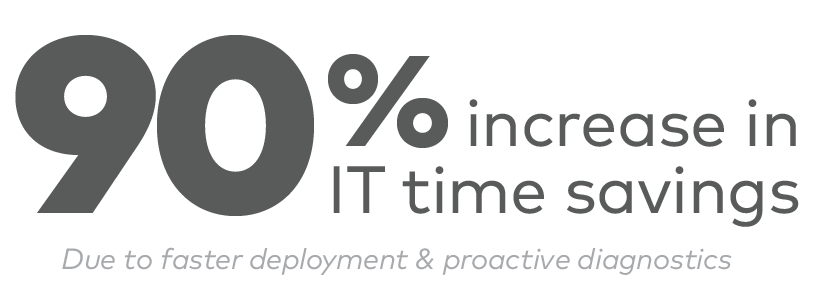 90% increase in
IT time savings
Due to faster deployment & proactive diagnostics